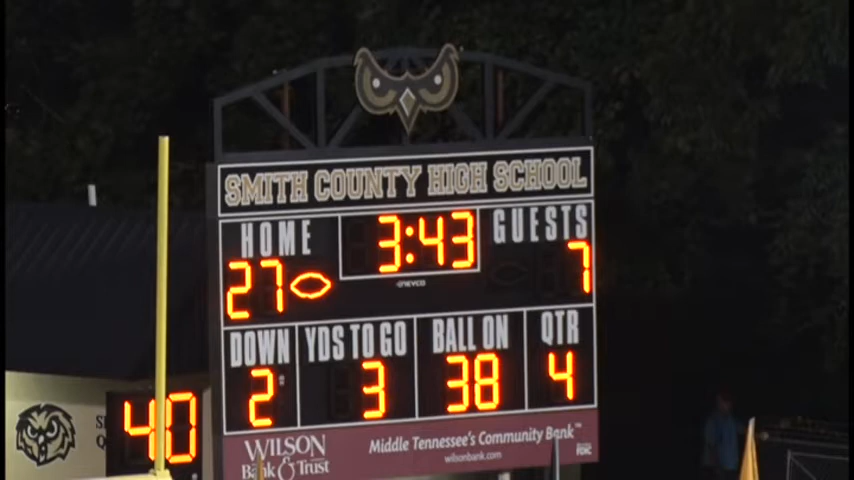 SMITH COUNTY HIGH SCHOOL
HOME 3:43 GUESTS
27 7
NEVCO
DOWN YDS TO GO BALL ON QTR
2 3 38 4
40
WILSON
Bank & Trust
Middle Tennessee's Community Bank™
wilsonbank.com
FDIC